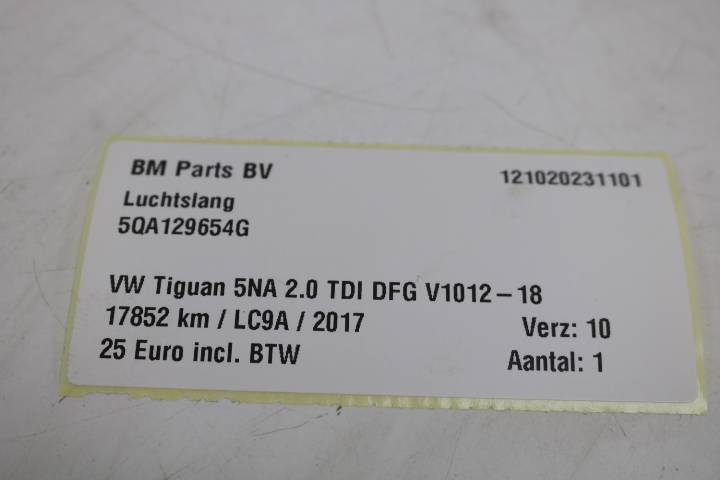 BM Parts BV 121020231101
Luchtslang
5QA129654G
VW Tiguan 5NA 2.0 TDI DFG V1012-18
17852 km / LC9A / 2017 Verz: 10
25 Euro incl. BTW Aantal: 1